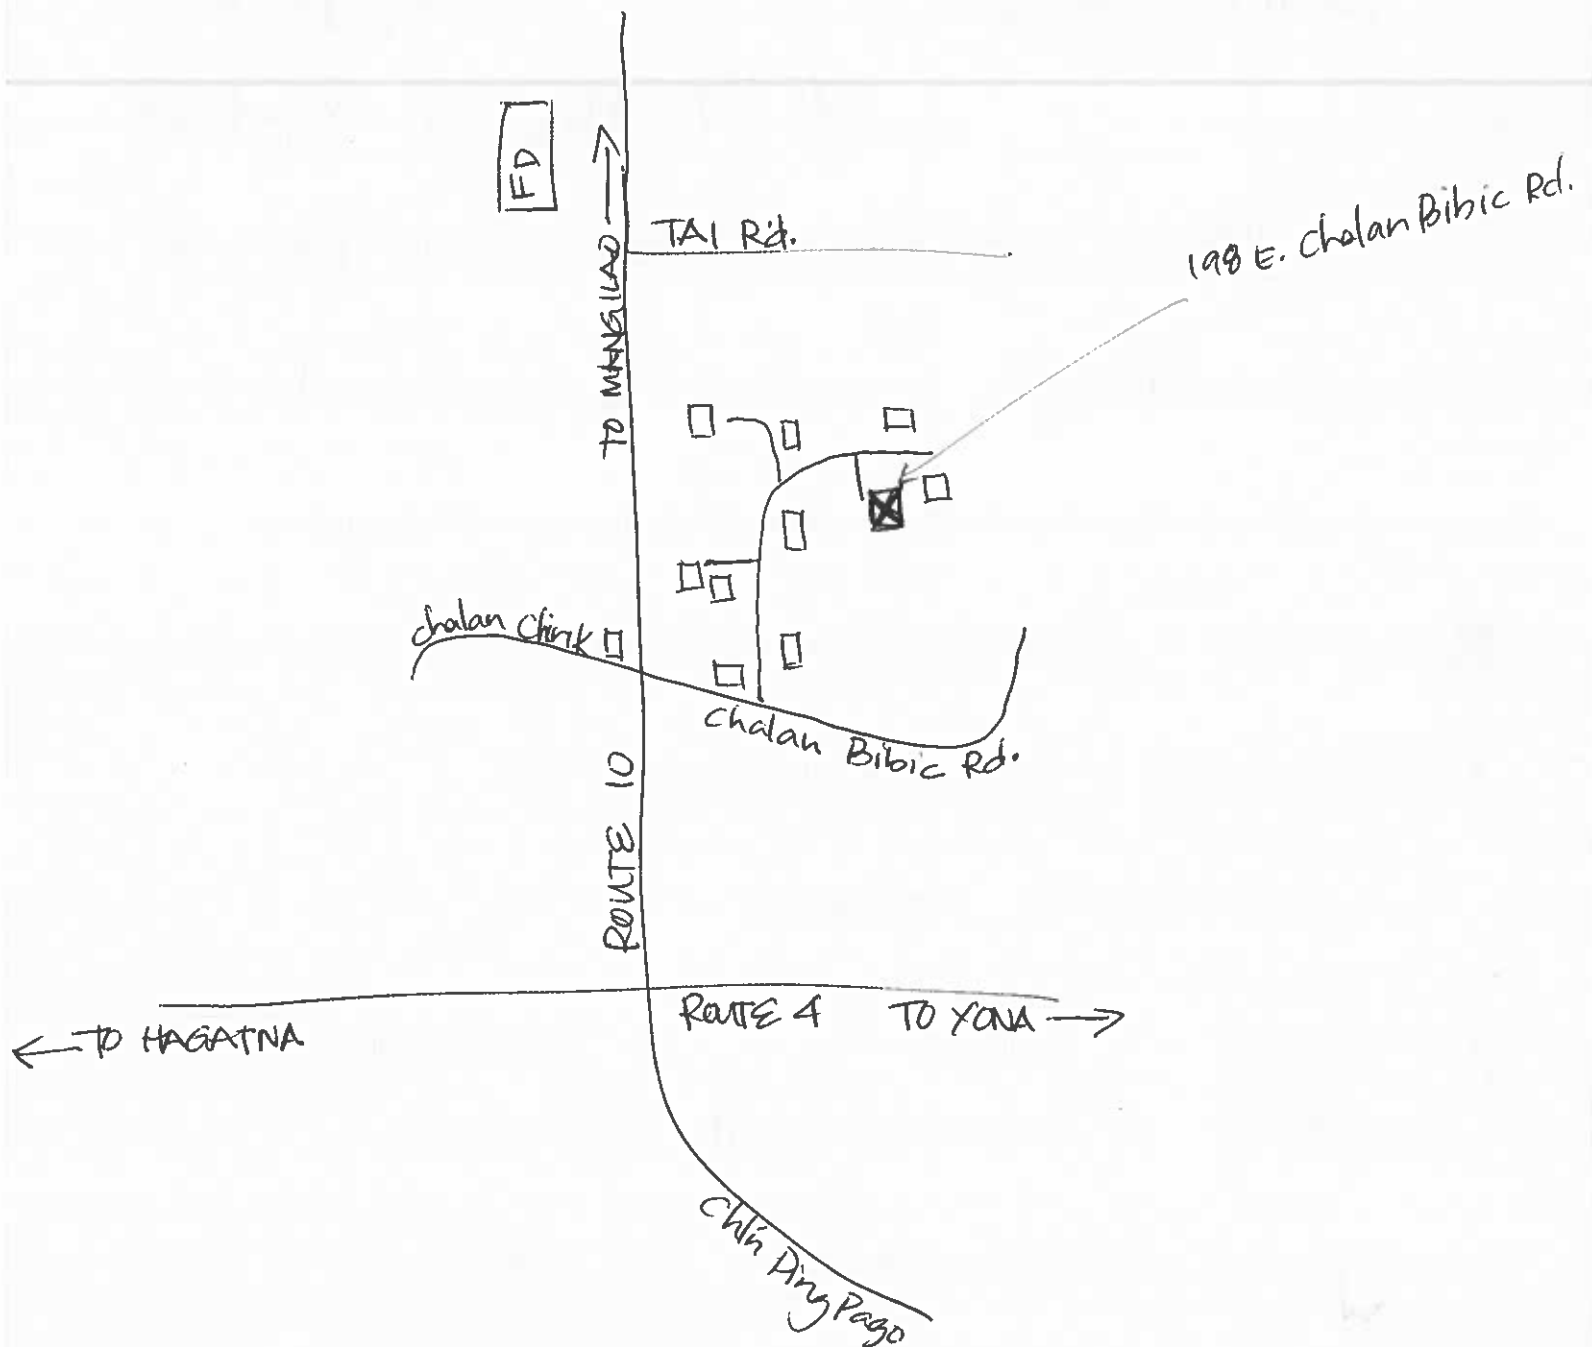 FD
TO MANGILAO
TAI Rd.
198 E. Chalan Bibic Rd.
Chalan Chink
Chalan Bibic Rd.
ROUTE 10
ROUTE 4
TO YONA
TO HAGATNA
Chln Ding Pago